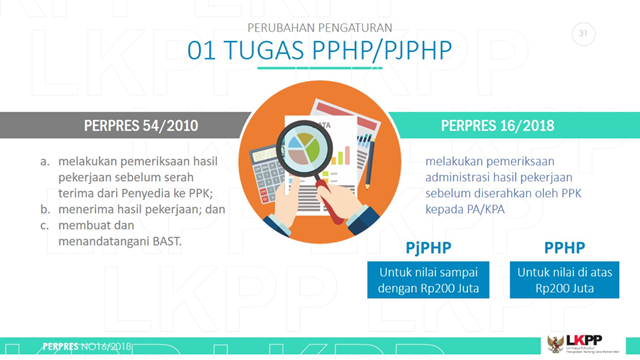 PERUBAHAN PENGATURAN
01 TUGAS PPHP/PJPHP
31
PERPRES 54/2010
a. melakukan pemeriksaan hasil
pekerjaan sebelum serah
terima dari Penyedia ke PPK;
b. menerima hasil pekerjaan; dan
c. membuat dan
menandatangani BAST.
DATA
PERPRES 16/2018
melakukan pemeriksaan
administrasi hasil pekerjaan
sebelum diserahkan oleh PPK
kepada PA/KPA
PjPHP
Untuk nilai sampai
dengan Rp200 Juta
PPHP
Untuk nilai di atas
Rp200 Juta
PERPRES NO16/2018
LKPP